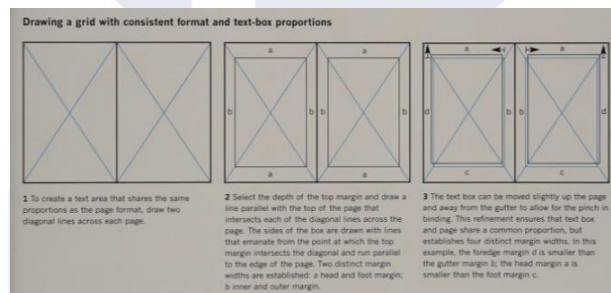 Drawing a grid with consistent format and text-box proportions
a a
b b b b
a a
a a
d b b d
c c
1 To create a text area that shares the same
proportions as the page format, draw two
diagonal lines across each page.
2 Select the depth of the top margin and draw a
line parallel with the top of the page that
intersects each of the diagonal lines across the
page. The sides of the box are drawn with lines
that emanate from the point at which the top
margin intersects the diagonal and run parallel
to the edge of the page. Two distinct margin
widths are established: a head and foot margin;
b inner and outer margin.
3 The text box can be moved slightly up the page
and away from the gutter to allow for the pinch in
binding. This refinement ensures that text box
and page share a common proportion, but
establishes four distinct margin widths. In this
example, the foredge margin d is smaller than
the gutter margin b; the head margin a is
smaller than the foot margin c.